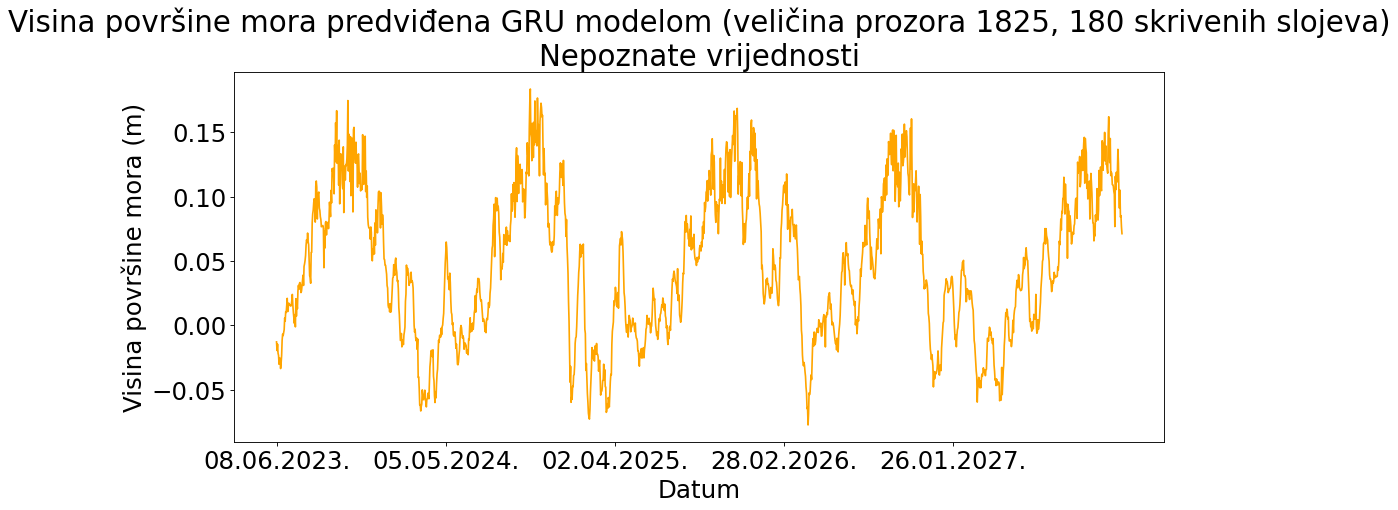 Visina površine mora predviđena GRU modelom (veličina prozora 1825, 180 skrivenih slojeva)
Nepoznate vrijednosti
Visina površine mora (m)
0.15
0.10
0.05
0.00
−0.05
08.06.2023. 05.05.2024. 02.04.2025. 28.02.2026. 26.01.2027.
Datum